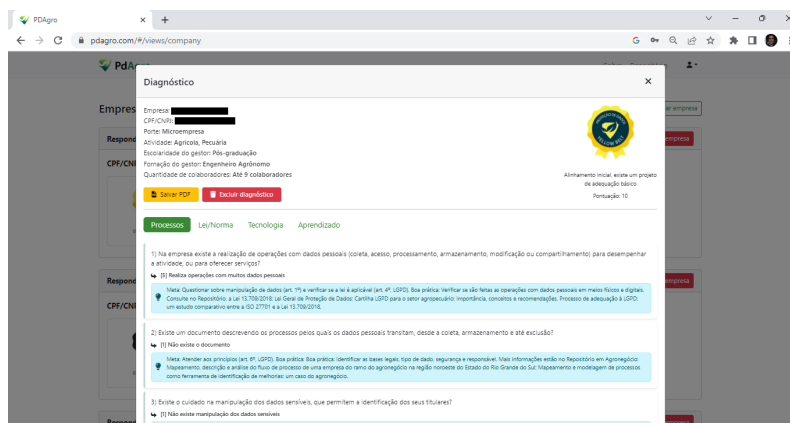 PDAgro
pdagro.com/#/views/company
PdA
Diagnóstico
Empres
ar empresa
Empresa:
CPF/CNPJ:
Porte: Microempresa
Atividade: Agrícola, Pecuária
Escolaridade do gestor: Pós-graduação
Formação do gestor: Engenheiro Agrônomo
Quantidade de colaboradores: Até 9 colaboradores
YELLOW BELT
Alinhamento inicial, existe um projeto
de adequação básico
Pontuação: 10
Respond
empresa
CPF/CNI
Salvar PDF
Excluir diagnóstico
Processos Lei/Norma Tecnologia Aprendizado
1) Na empresa existe a realização de operações com dados pessoais (coleta, acesso, processamento, armazenamento, modificação ou compartilhamento) para desempenhar
a atividade, ou para oferecer serviços?
[5] Realiza operações com muitos dados pessoais
Meta: Questionar sobre manipulação de dados (art. 1º) e verificar se a lei é aplicável (art. 4º, LGPD). Boa prática: Verificar se são feitas as operações com dados pessoais em meios físicos e digitais.
Consulte no Repositório, a Lei 13.709/2018: Lei Geral de Proteção de Dados; Cartilha LGPD para o setor agropecuário: importância, conceitos e recomendações. Processo de adequação à LGPD:
um estudo comparativo entre a ISO 27701 e a Lei 13.709/2018.
Respond
empresa
CPF/CNI
2) Existe um documento descrevendo os processos pelos quais os dados pessoais transitam, desde a coleta, armazenamento e até exclusão?
[1] Não existe o documento
Meta: Atender aos princípios (art. 6º, LGPD). Boa prática: Boa prática: Identificar as bases legais, tipo de dado, segurança e responsável. Mais informações estão no Repositório em Agronegócio:
Mapeamento, descrição e análise do fluxo de processo de uma empresa do ramo do agronegócio na região noroeste do Estado do Rio Grande do Sul; Mapeamento e modelagem de processos
como ferramenta de identificação de melhorias: um caso do agronegócio.
3) Existe o cuidado na manipulação dos dados sensíveis, que permitem a identificação dos seus titulares?
[1] Não existe manipulação dos dados sensíveis